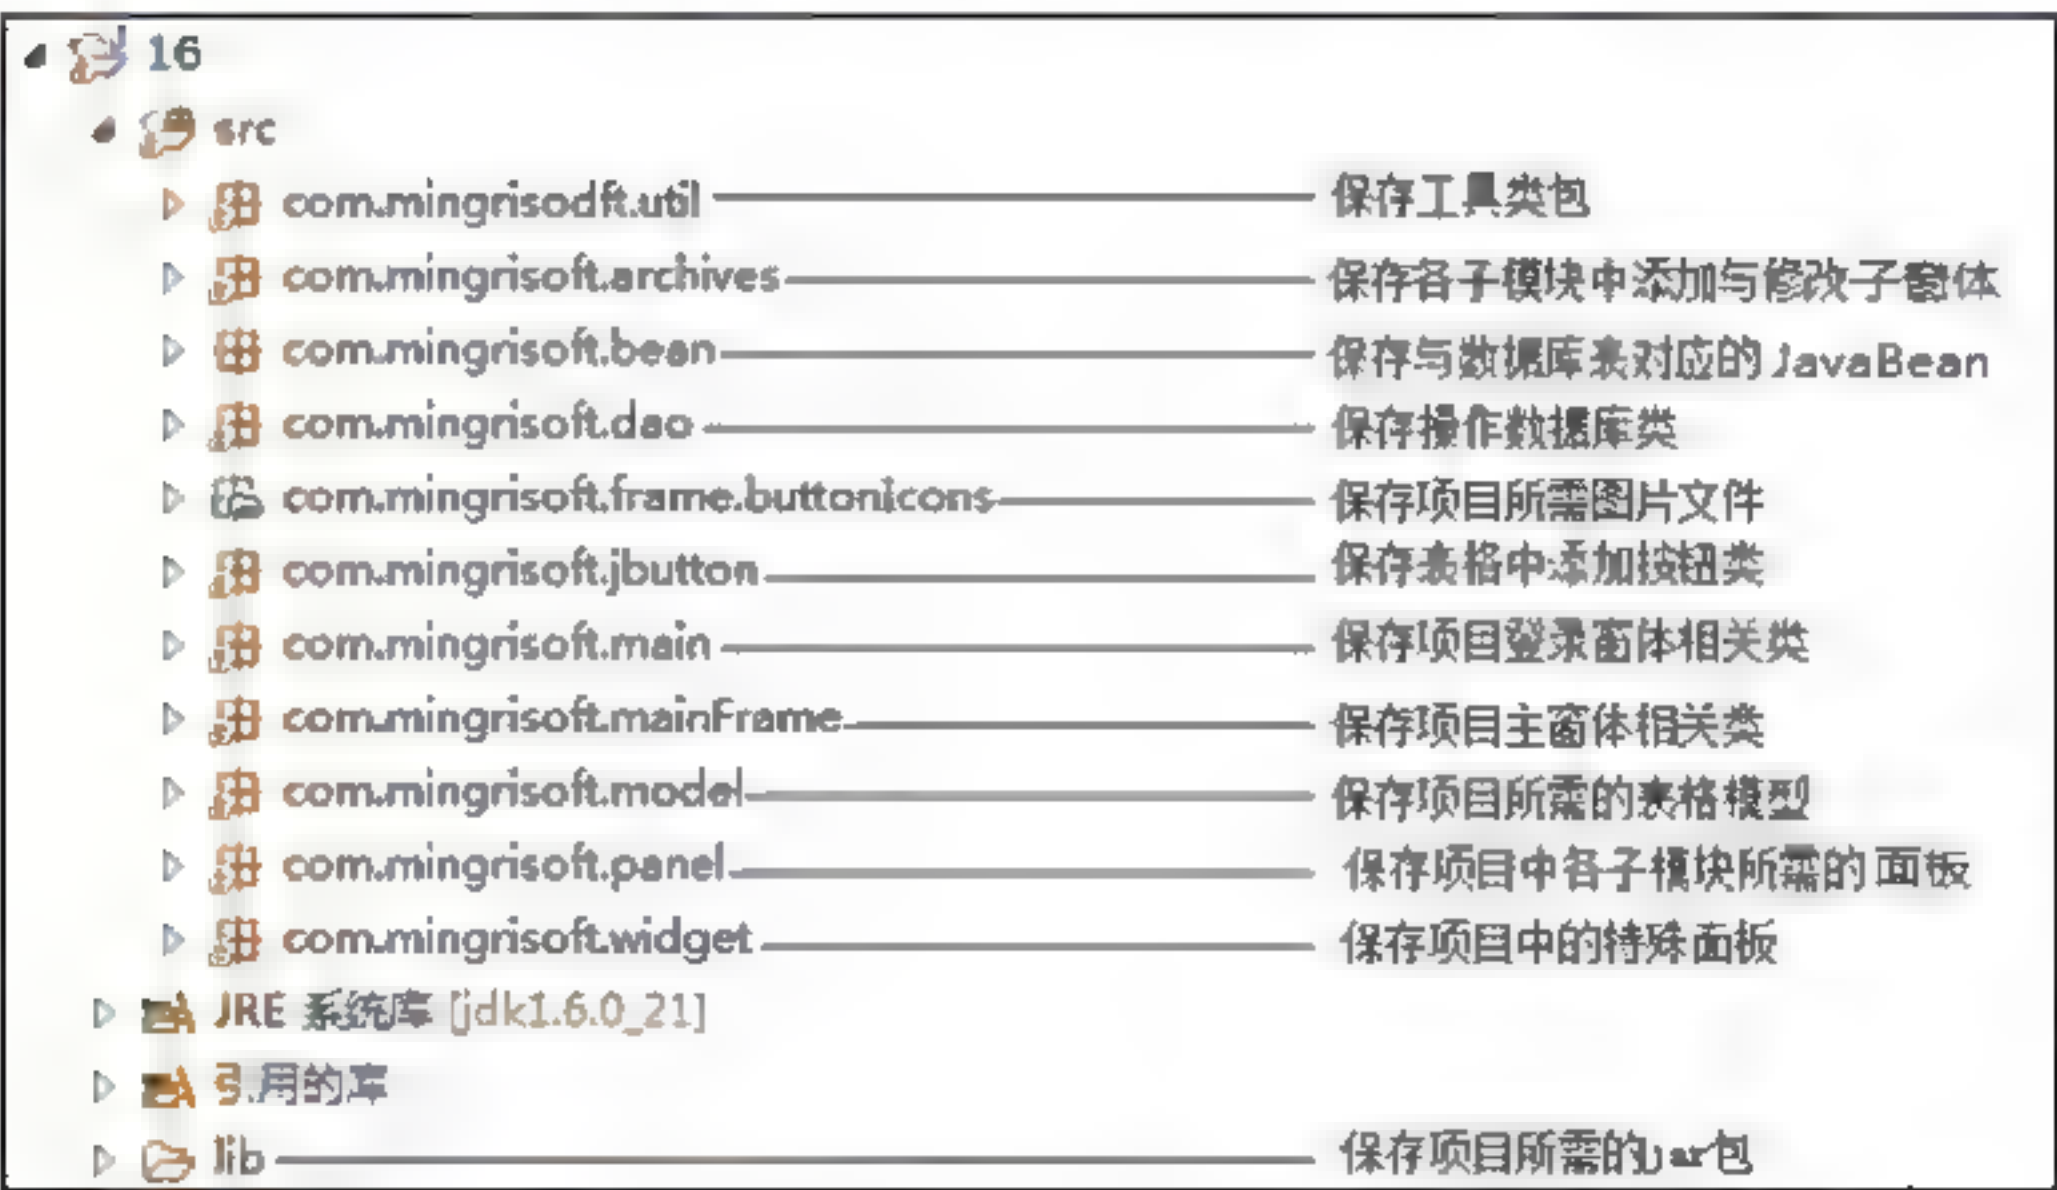 16
src
com.mingrisodft.util 保存工具类包
com.mingrisoft.archives 保存各子模块中添加与修改子窗体
com.mingrisoft.bean 保存与数据库表对应的 JavaBean
com.mingrisoft.dao 保存操作数据库类
com.mingrisoft.frame.buttonIcons 保存项目所需图片文件
com.mingrisoft.jbutton 保存表格中添加按钮类
com.mingrisoft.main 保存项目登录窗体相关类
com.mingrisoft.mainFrame 保存项目主窗体相关类
com.mingrisoft.model 保存项目所需的表格模型
com.mingrisoft.panel 保存项目中各子模块所需的面板
com.mingrisoft.widget 保存项目中的特殊面板
JRE 系统库 [jdk1.6.0_21]
引用的库
lib 保存项目所需的jar包